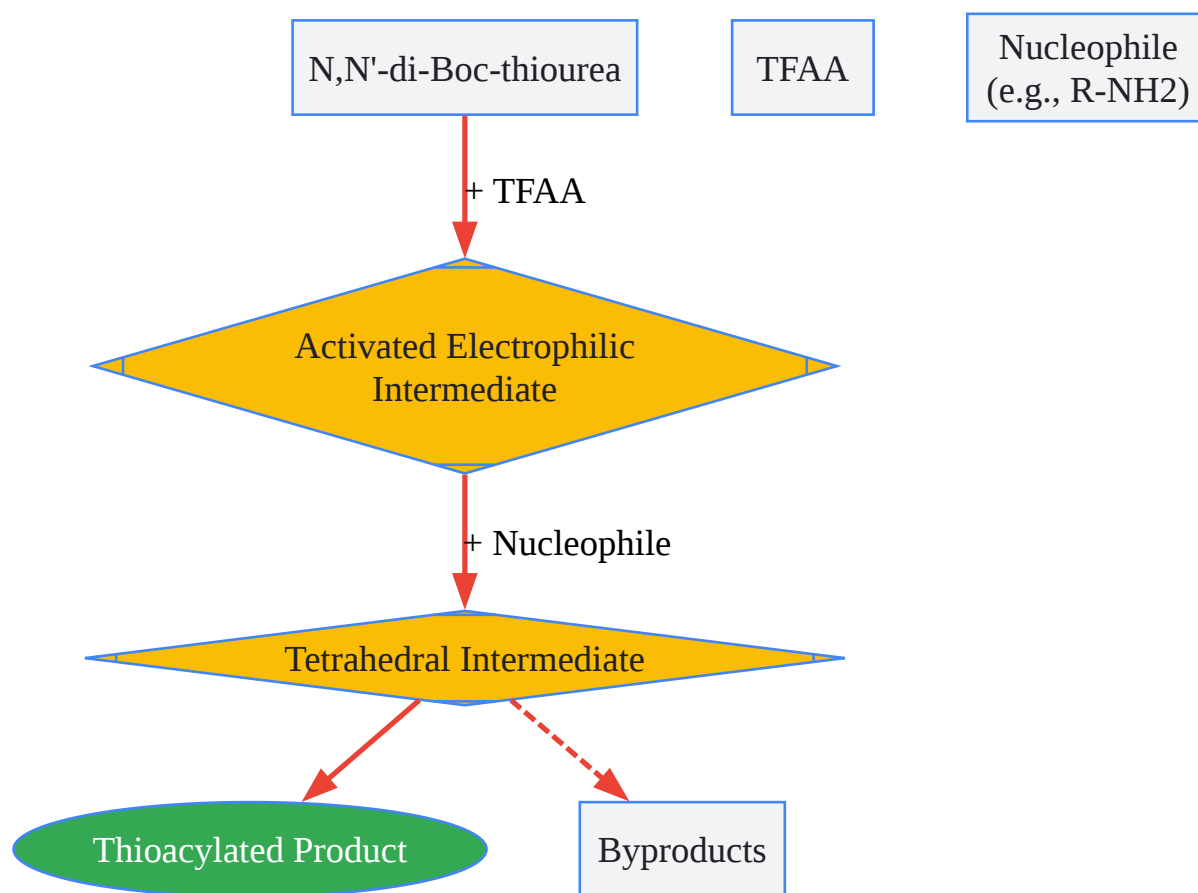 N,N'-di-Boc-thiourea
TFAA
Nucleophile
(e.g., R-NH2)
+ TFAA
Activated Electrophilic
Intermediate
+ Nucleophile
Tetrahedral Intermediate
Thioacylated Product
Byproducts